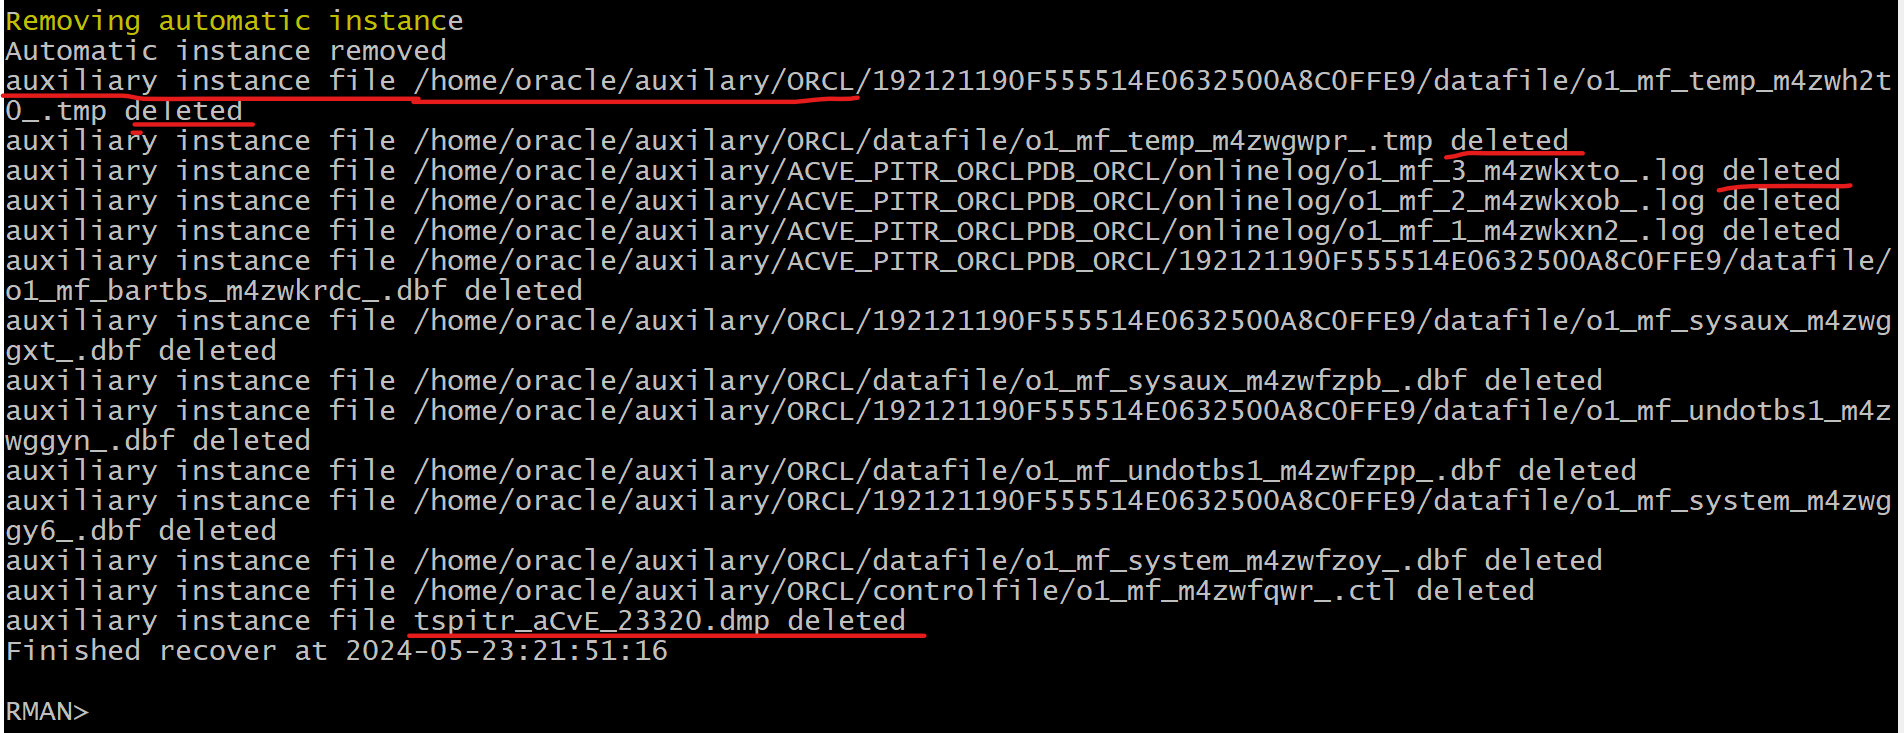 Removing automatic instance
Automatic instance removed
auxiliary instance file /home/oracle/auxilary/ORCL/192121190F555514E0632500A8C0FFE9/datafile/o1_mf_temp_m4zwh2t
0_.tmp deleted
auxiliary instance file /home/oracle/auxilary/ORCL/datafile/o1_mf_temp_m4zwgwpr_.tmp deleted
auxiliary instance file /home/oracle/auxilary/ACVE_PITR_ORCLPDB_ORCL/onlinelog/o1_mf_3_m4zwkxto_.log deleted
auxiliary instance file /home/oracle/auxilary/ACVE_PITR_ORCLPDB_ORCL/onlinelog/o1_mf_2_m4zwkxob_.log deleted
auxiliary instance file /home/oracle/auxilary/ACVE_PITR_ORCLPDB_ORCL/onlinelog/o1_mf_1_m4zwkxn2_.log deleted
auxiliary instance file /home/oracle/auxilary/ACVE_PITR_ORCLPDB_ORCL/192121190F555514E0632500A8C0FFE9/datafile/
o1_mf_bartbs_m4zwkrdc_.dbf deleted
auxiliary instance file /home/oracle/auxilary/ORCL/192121190F555514E0632500A8C0FFE9/datafile/o1_mf_sysaux_m4zwg
gxt_.dbf deleted
auxiliary instance file /home/oracle/auxilary/ORCL/datafile/o1_mf_sysaux_m4zwfzpb_.dbf deleted
auxiliary instance file /home/oracle/auxilary/ORCL/192121190F555514E0632500A8C0FFE9/datafile/o1_mf_undotbs1_m4z
wggyn_.dbf deleted
auxiliary instance file /home/oracle/auxilary/ORCL/datafile/o1_mf_undotbs1_m4zwfzpp_.dbf deleted
auxiliary instance file /home/oracle/auxilary/ORCL/192121190F555514E0632500A8C0FFE9/datafile/o1_mf_system_m4zwg
gy6_.dbf deleted
auxiliary instance file /home/oracle/auxilary/ORCL/datafile/o1_mf_system_m4zwfzoy_.dbf deleted
auxiliary instance file /home/oracle/auxilary/ORCL/controlfile/o1_mf_m4zwfqwr_.ctl deleted
auxiliary instance file tspitr_aCvE_23320.dmp deleted
Finished recover at 2024-05-23:21:51:16
RMAN>